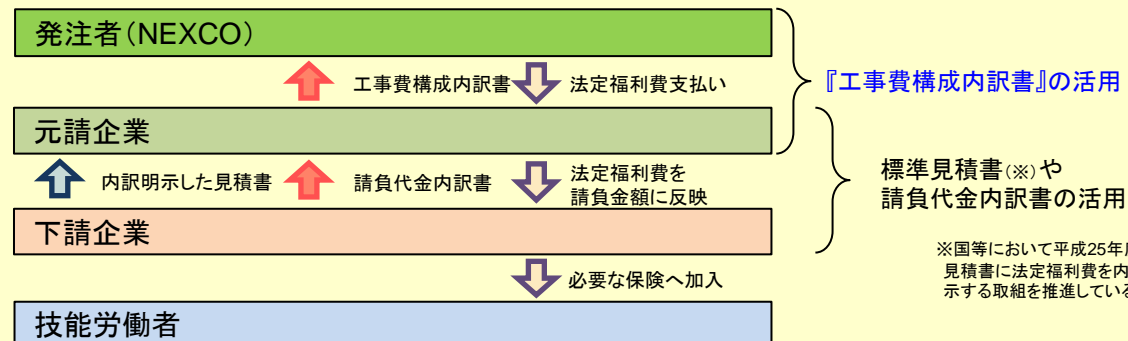 発注者(NEXCO)
工事費構成内訳書
法定福利費支払い
『工事費構成内訳書』の活用
元請企業
内訳明示した見積書
請負代金内訳書
法定福利費を
請負金額に反映
標準見積書(※)や
請負代金内訳書の活用
下請企業
※国等において平成25年
見積書に法定福利費を内
示する取組を推進している
必要な保険へ加入
技能労働者